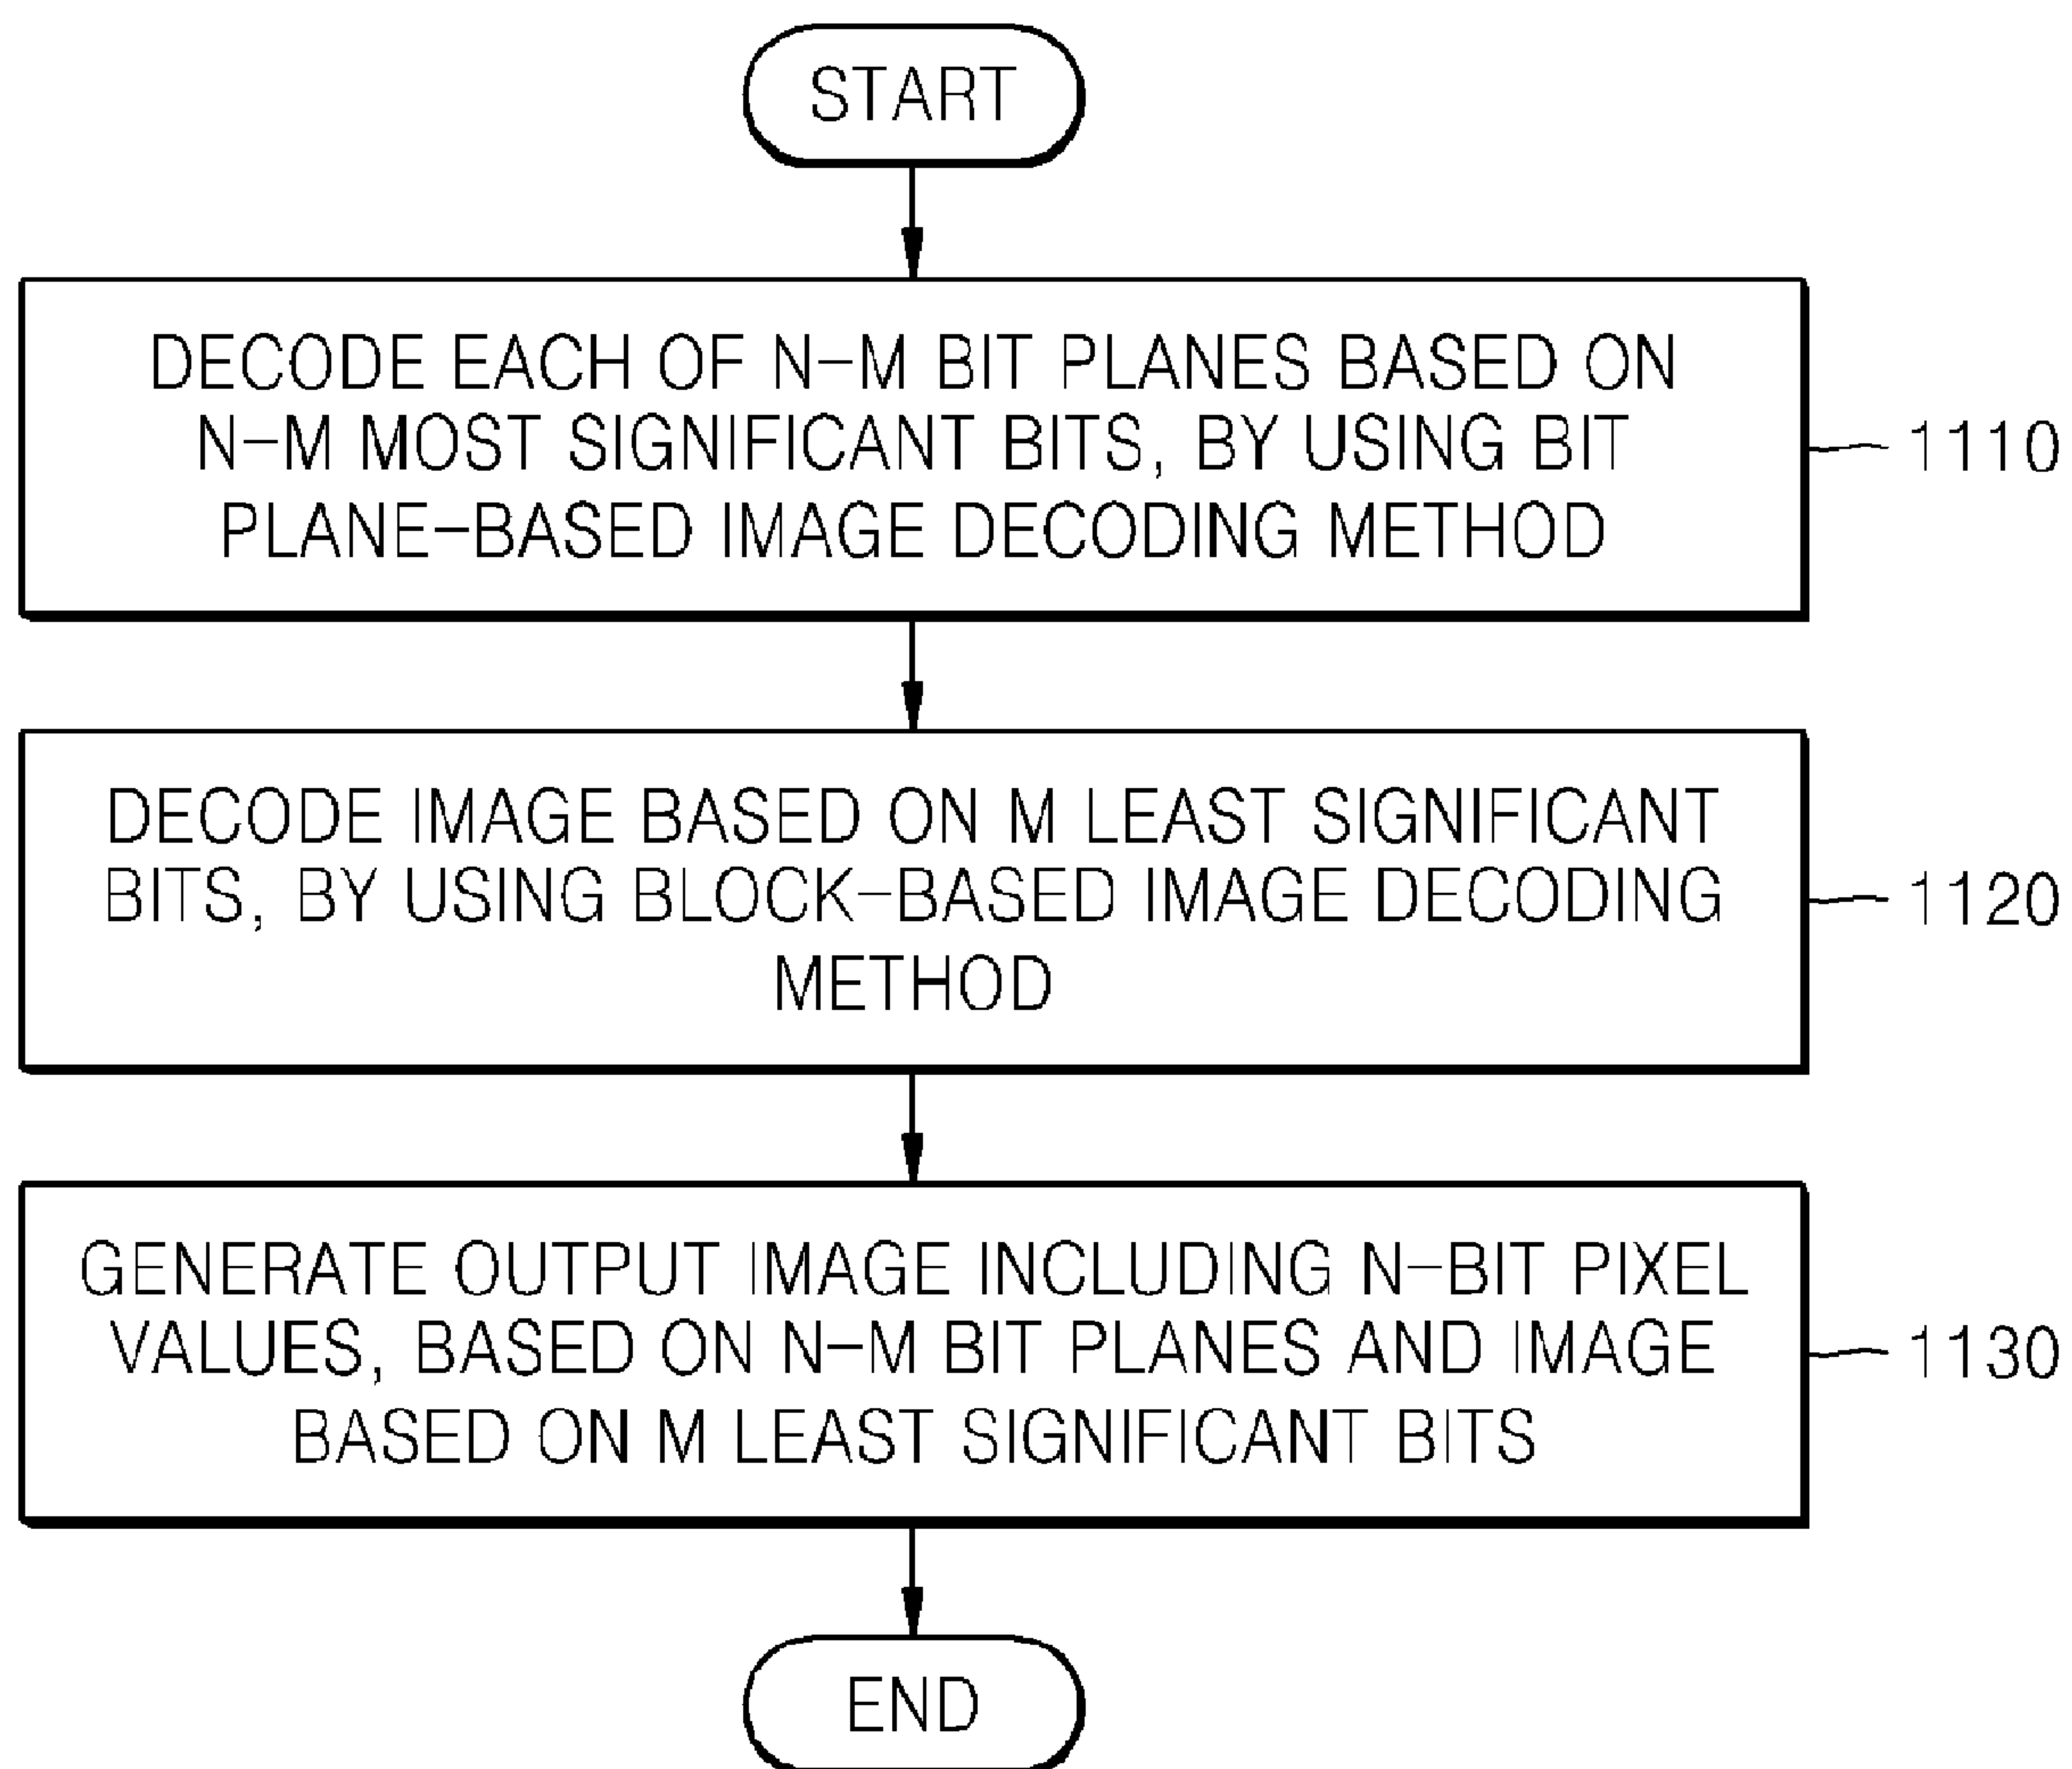 START
DECODE EACH OF N-M BIT PLANES BASED ON
N-M MOST SIGNIFICANT BITS, BY USING BIT
PLANE-BASED IMAGE DECODING METHOD
1110
DECODE IMAGE BASED ON M LEAST SIGNIFICANT
BITS, BY USING BLOCK-BASED IMAGE DECODING
METHOD
1120
GENERATE OUTPUT IMAGE INCLUDING N-BIT PIXEL
VALUES, BASED ON N-M BIT PLANES AND IMAGE
BASED ON M LEAST SIGNIFICANT BITS
1130
END